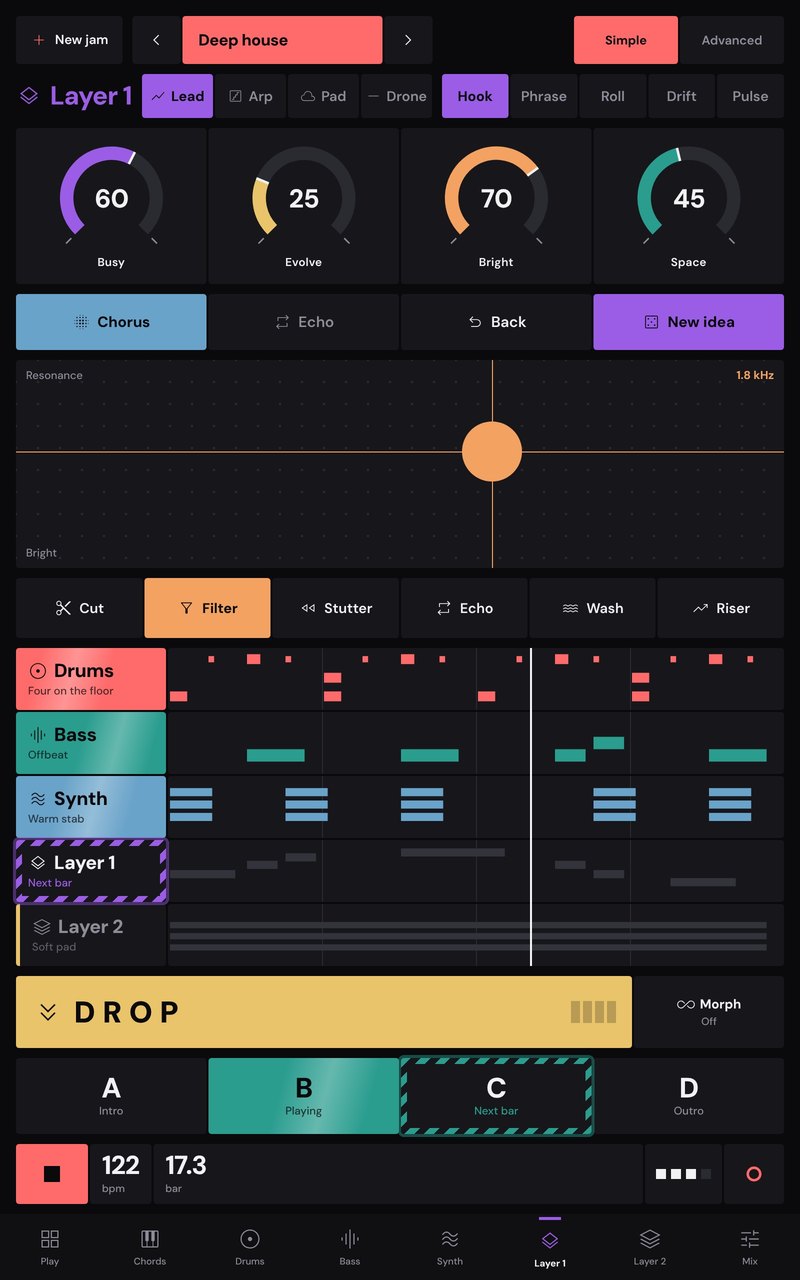 New jam
Deep house
Simple
Advanced
Layer 1
Lead
Arp
Pad
Drone
Hook
Phrase
Roll
Drift
Pulse
60
Busy
25
Evolve
70
Bright
45
Space
Chorus
Echo
Back
New idea
Resonance
1.8 kHz
Bright
Cut
Filter
Stutter
Echo
Wash
Riser
Drums
Four on the floor
Bass
Offbeat
Synth
Warm stab
Layer 1
Next bar
Layer 2
Soft pad
DROP
Morph
Off
A
Intro
B
Playing
C
Next bar
D
Outro
122
bpm
17.3
bar
Play
Chords
Drums
Bass
Synth
Layer 1
Layer 2
Mix